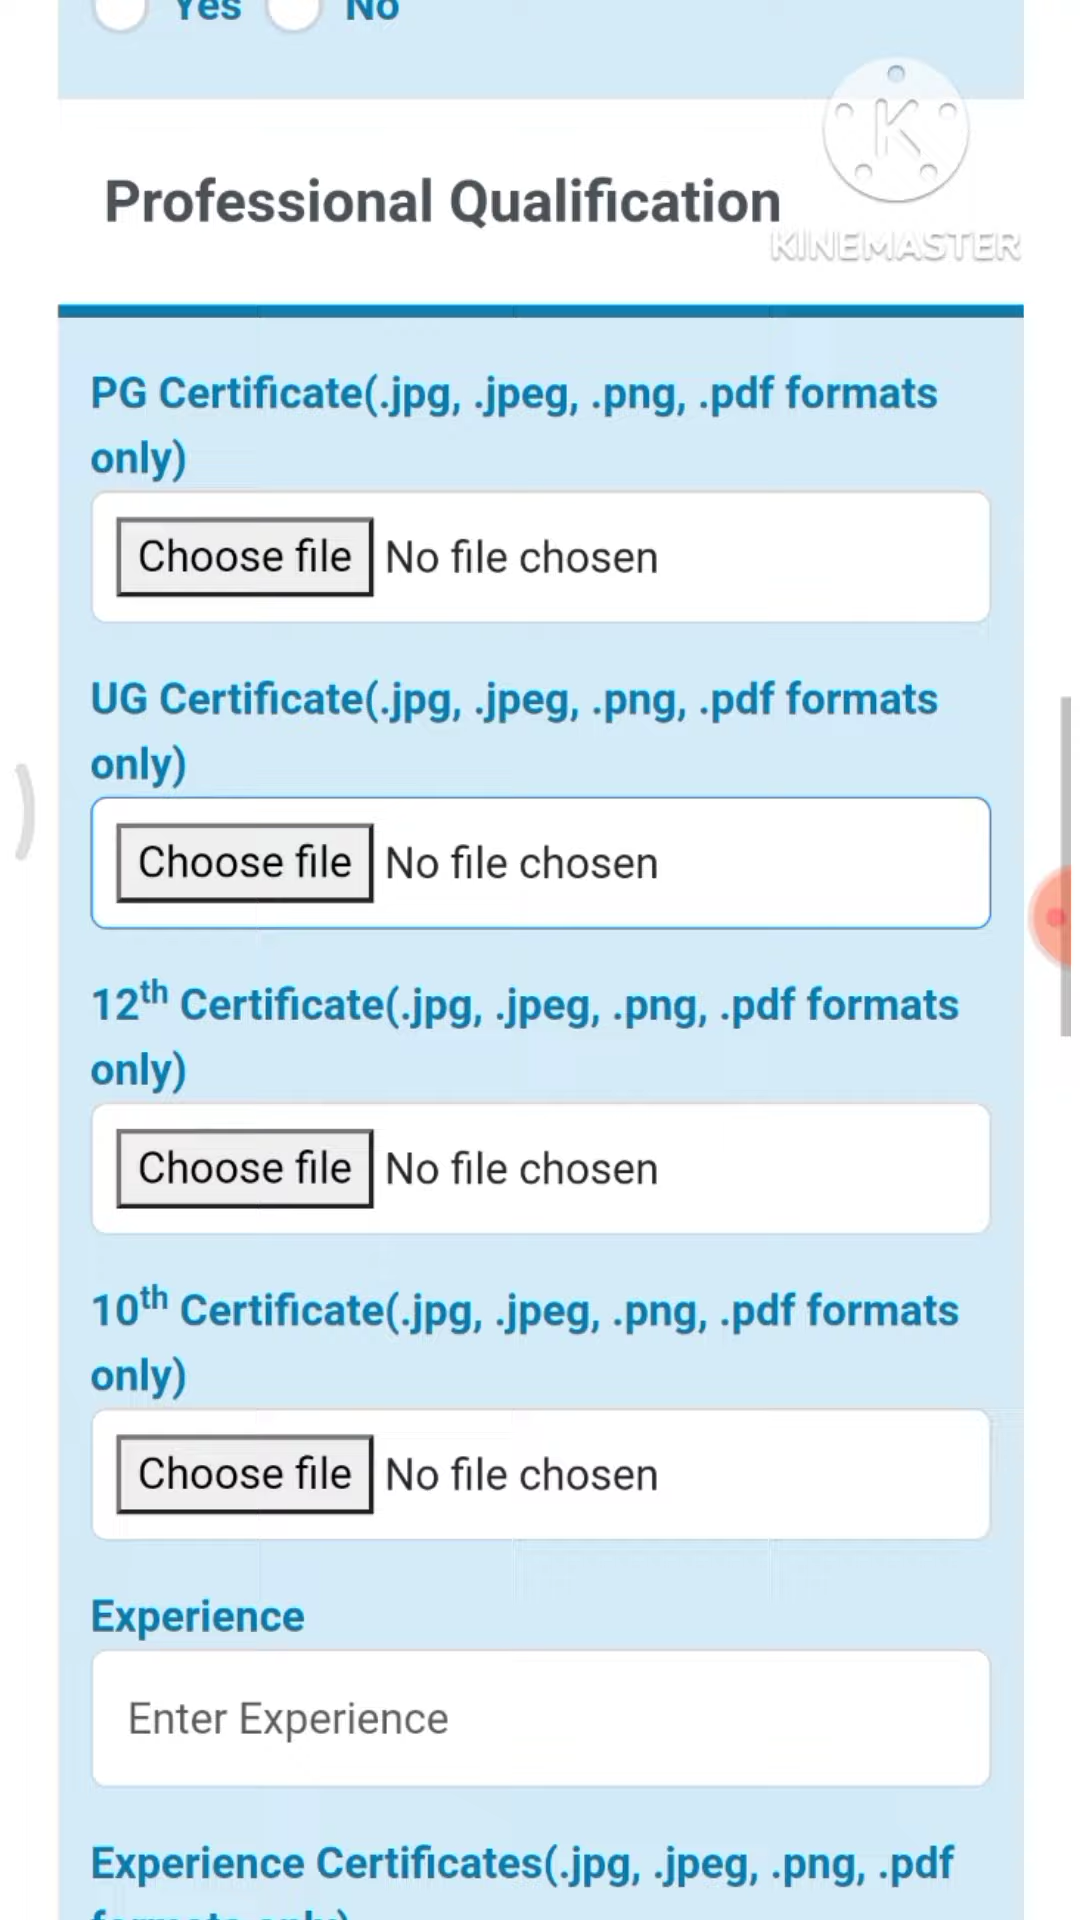 Yes No
Professional Qualification
K
KINEMASTER
PG Certificate(.jpg, .jpeg, .png, .pdf formats
only)
Choose file No file chosen
UG Certificate(.jpg, .jpeg, .png, .pdf formats
only)
Choose file No file chosen
12th Certificate(.jpg, .jpeg, .png, .pdf formats
only)
Choose file No file chosen
10th Certificate(.jpg, .jpeg, .png, .pdf formats
only)
Choose file No file chosen
Experience
Enter Experience
Experience Certificates(.jpg, .jpeg, .png, .pdf
formats only)